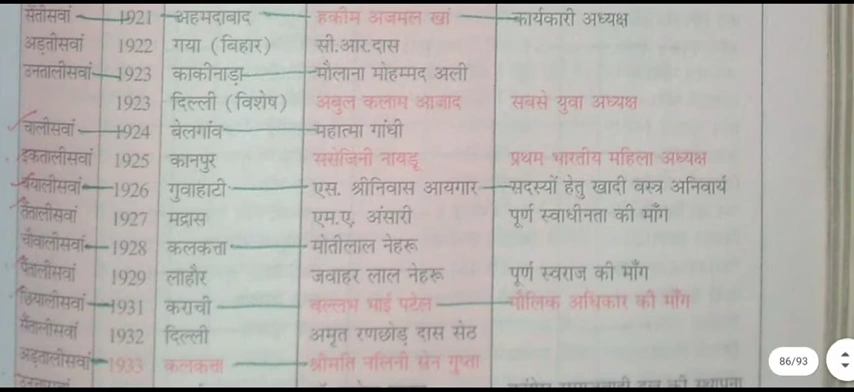 सैंतीसवां 1921 अहमदाबाद हकीम अजमल खां कार्यकारी अध्यक्ष
अड़तीसवां 1922 गया (बिहार) सी.आर.दास
उनतालीसवां 1923 काकीनाड़ा मौलाना मोहम्मद अली
1923 दिल्ली (विशेष) अबुल कलाम आजाद सबसे युवा अध्यक्ष
चालीसवां 1924 बेलगांव महात्मा गांधी
इकतालीसवां 1925 कानपुर सरोजिनी नायडू प्रथम भारतीय महिला अध्यक्ष
बयालीसवां 1926 गुवाहाटी एस. श्रीनिवास आयगार सदस्यों हेतु खादी वस्त्र अनिवार्य
तैंतालीसवां 1927 मद्रास एम.ए. अंसारी पूर्ण स्वाधीनता की माँग
चौवालीसवां 1928 कलकत्ता मोतीलाल नेहरू
पैंतालीसवां 1929 लाहौर जवाहर लाल नेहरू पूर्ण स्वराज की माँग
छियालीसवां 1931 कराची वल्लभ भाई पटेल मौलिक अधिकार की माँग
सैंतालीसवां 1932 दिल्ली अमृत रणछोड़ दास सेठ
अड़तालीसवां 1933 कलकत्ता श्रीमति नलिनी सेन गुप्ता
86/93